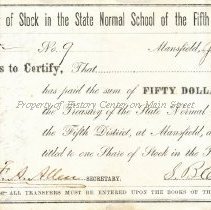 of Stock in the State Normal School of the Fifth
No. 9 Mansfield,
s to Certify, That
has paid the sum of FIFTY DOLLA
Property of History Center on Main Street
the Treasury of the State Normal
the Fifth District, at Mansfield,
titled to one Share of Stock in the
F. A. Allen SECRETARY.
ALL TRANSFERS MUST BE ENTERED UPON THE BOOKS OF THE